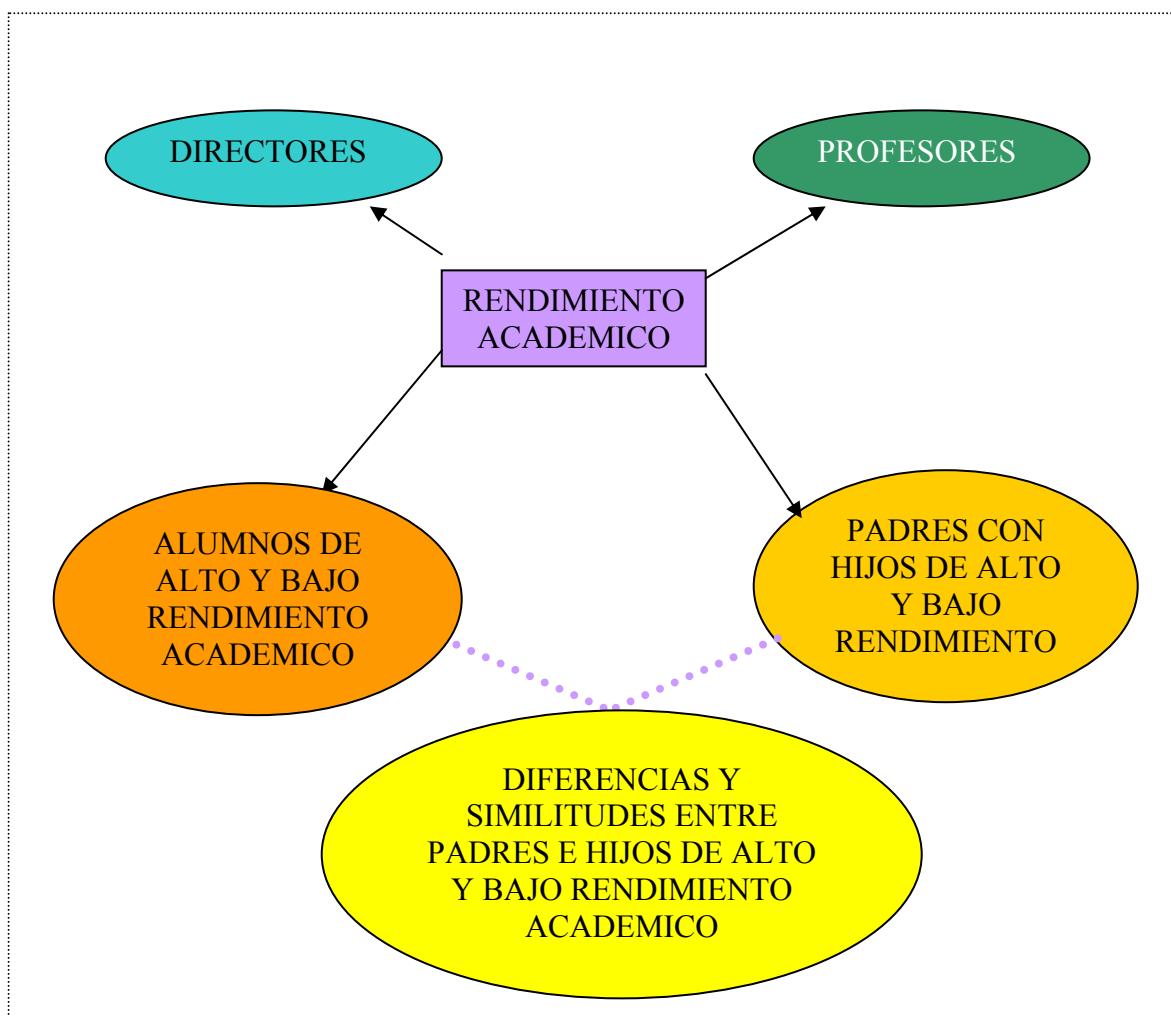 DIRECTORES
PROFESORES
RENDIMIENTO
ACADEMICO
ALUMNOS DE
ALTO Y BAJO
RENDIMIENTO
ACADEMICO
PADRES CON
HIJOS DE ALTO
Y BAJO
RENDIMIENTO
DIFERENCIAS Y
SIMILITUDES ENTRE
PADRES E HIJOS DE ALTO
Y BAJO RENDIMIENTO
ACADEMICO